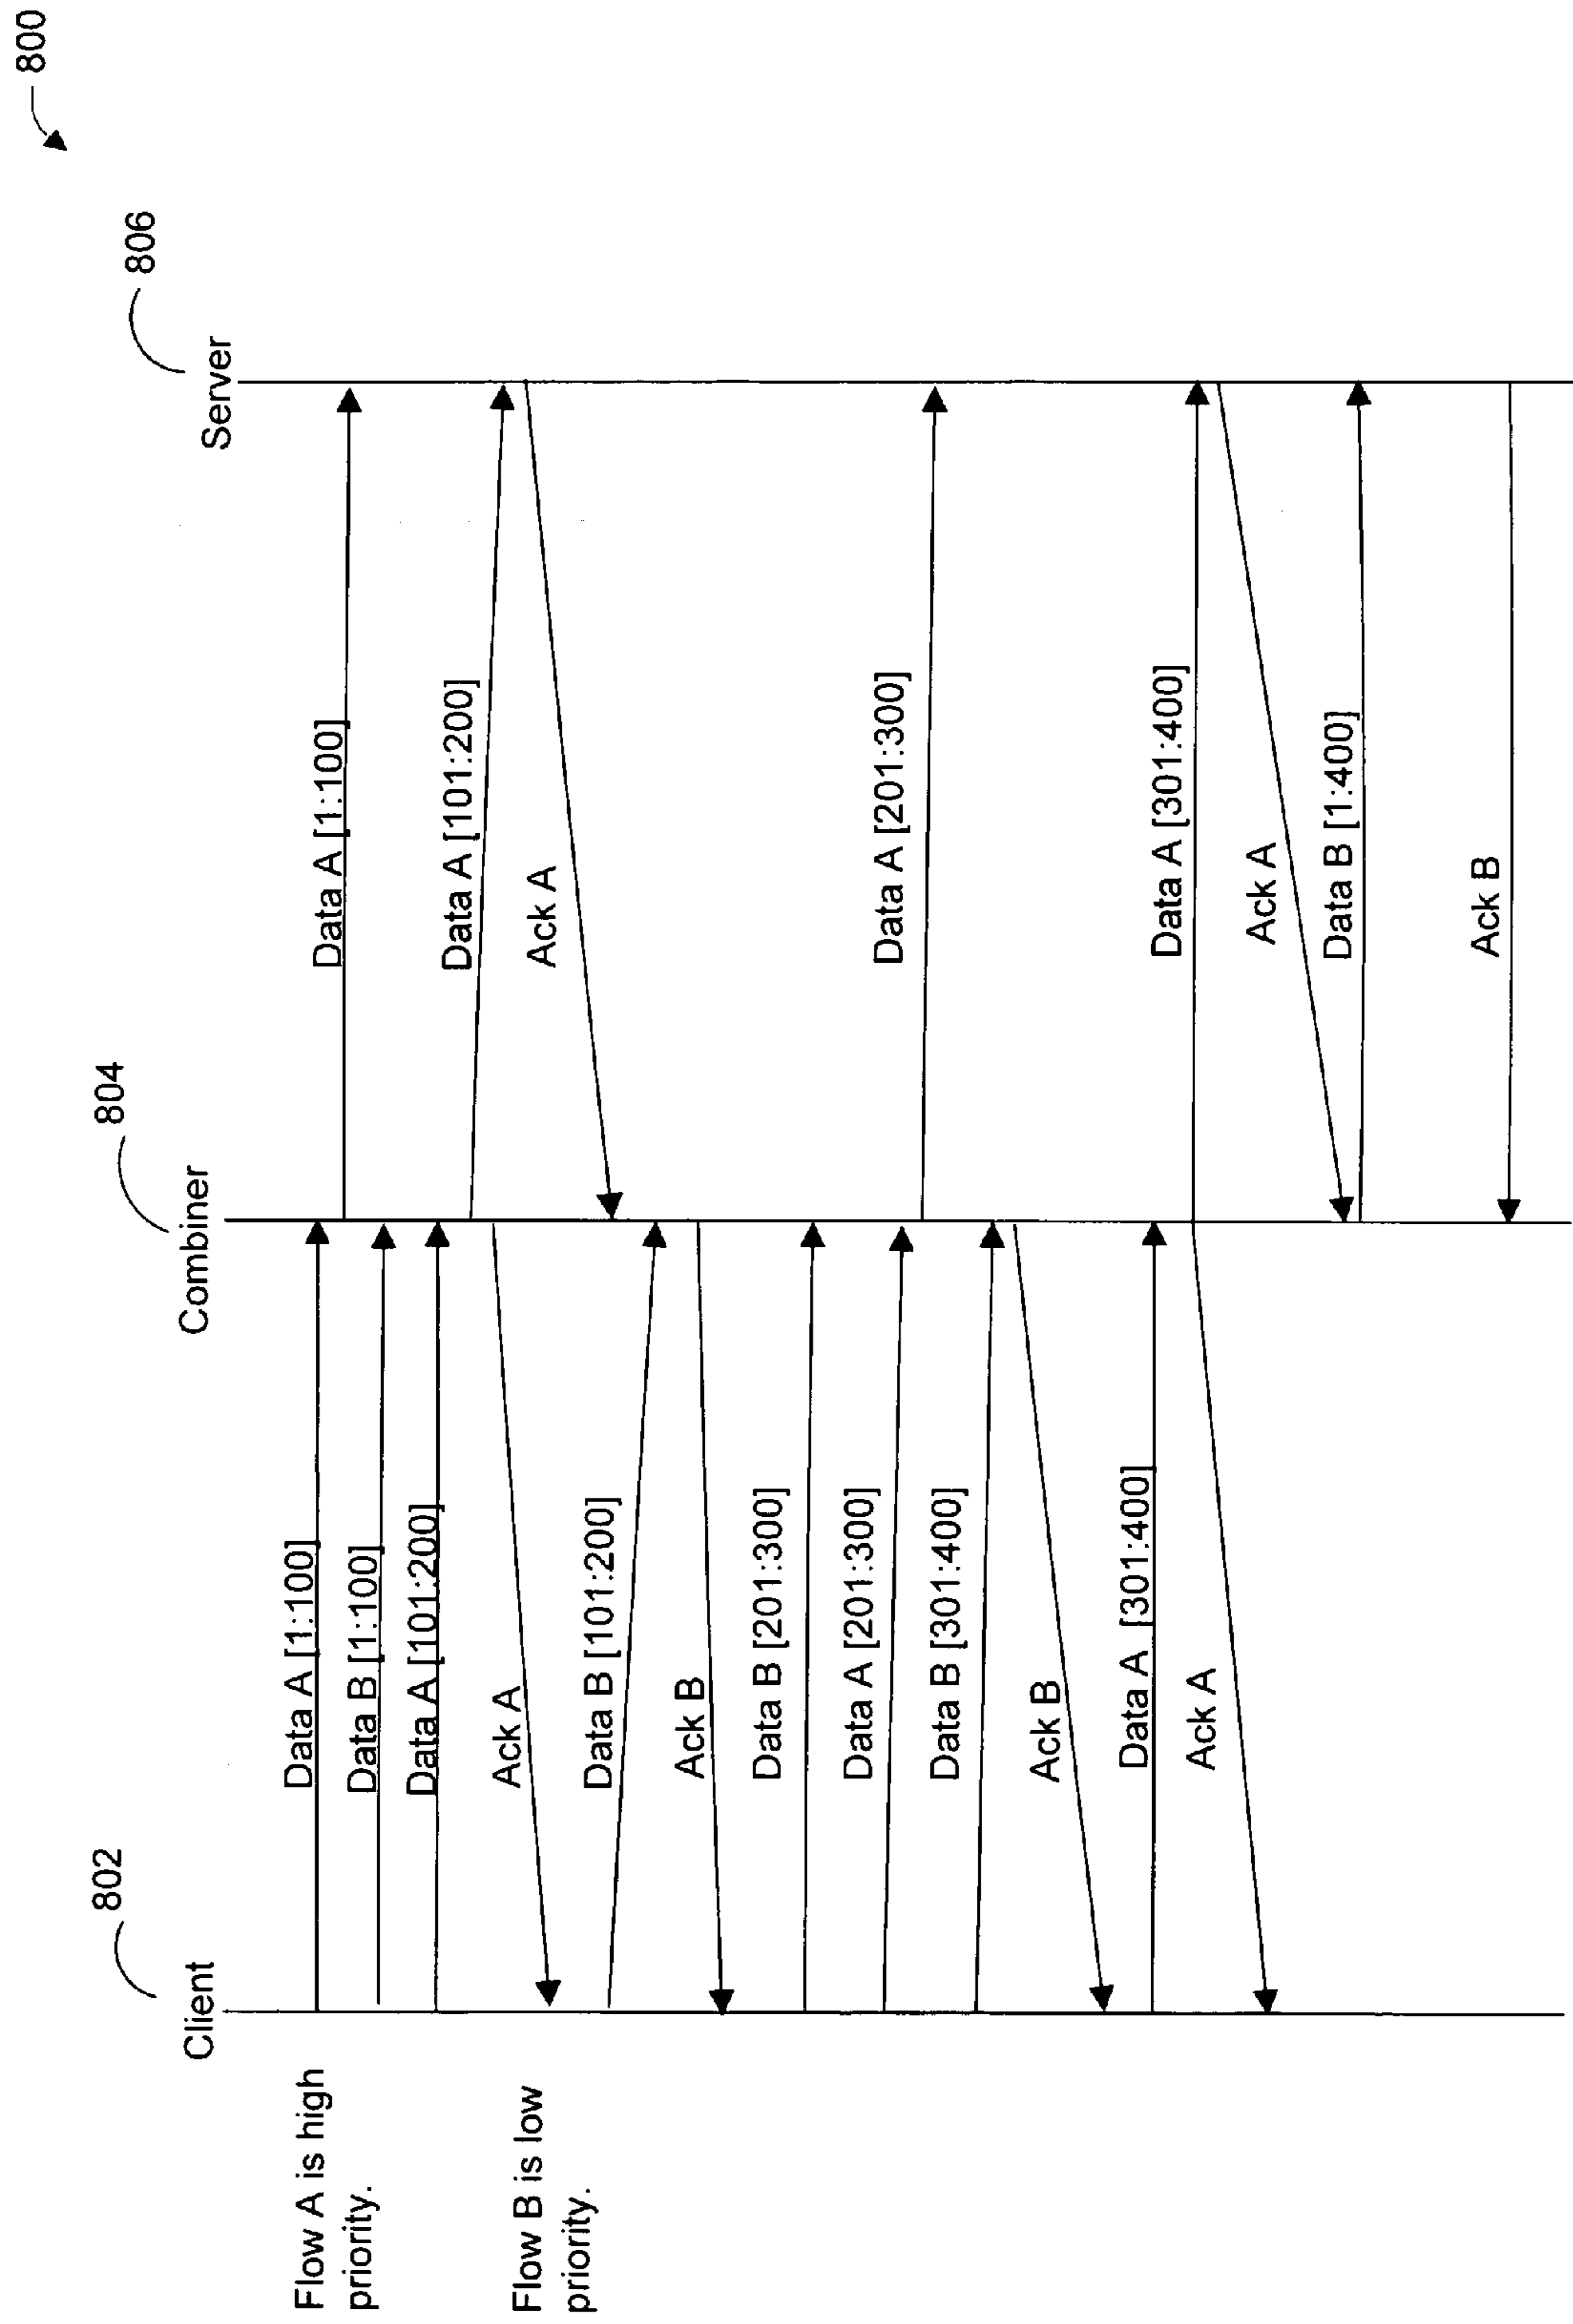 800
802
804
806
Client
Combiner
Server
Flow A is high
priority.
Flow B is low
priority.
Data A [1:100]
Data B [1:100]
Data A [101:200]
Ack A
Data B [101:200]
Ack B
Data B [201:300]
Data A [201:300]
Data B [301:400]
Ack B
Data A [301:400]
Ack A
Data A [1:100]
Data A [101:200]
Ack A
Data A [201:300]
Data A [301:400]
Ack A
Data B [1:400]
Ack B